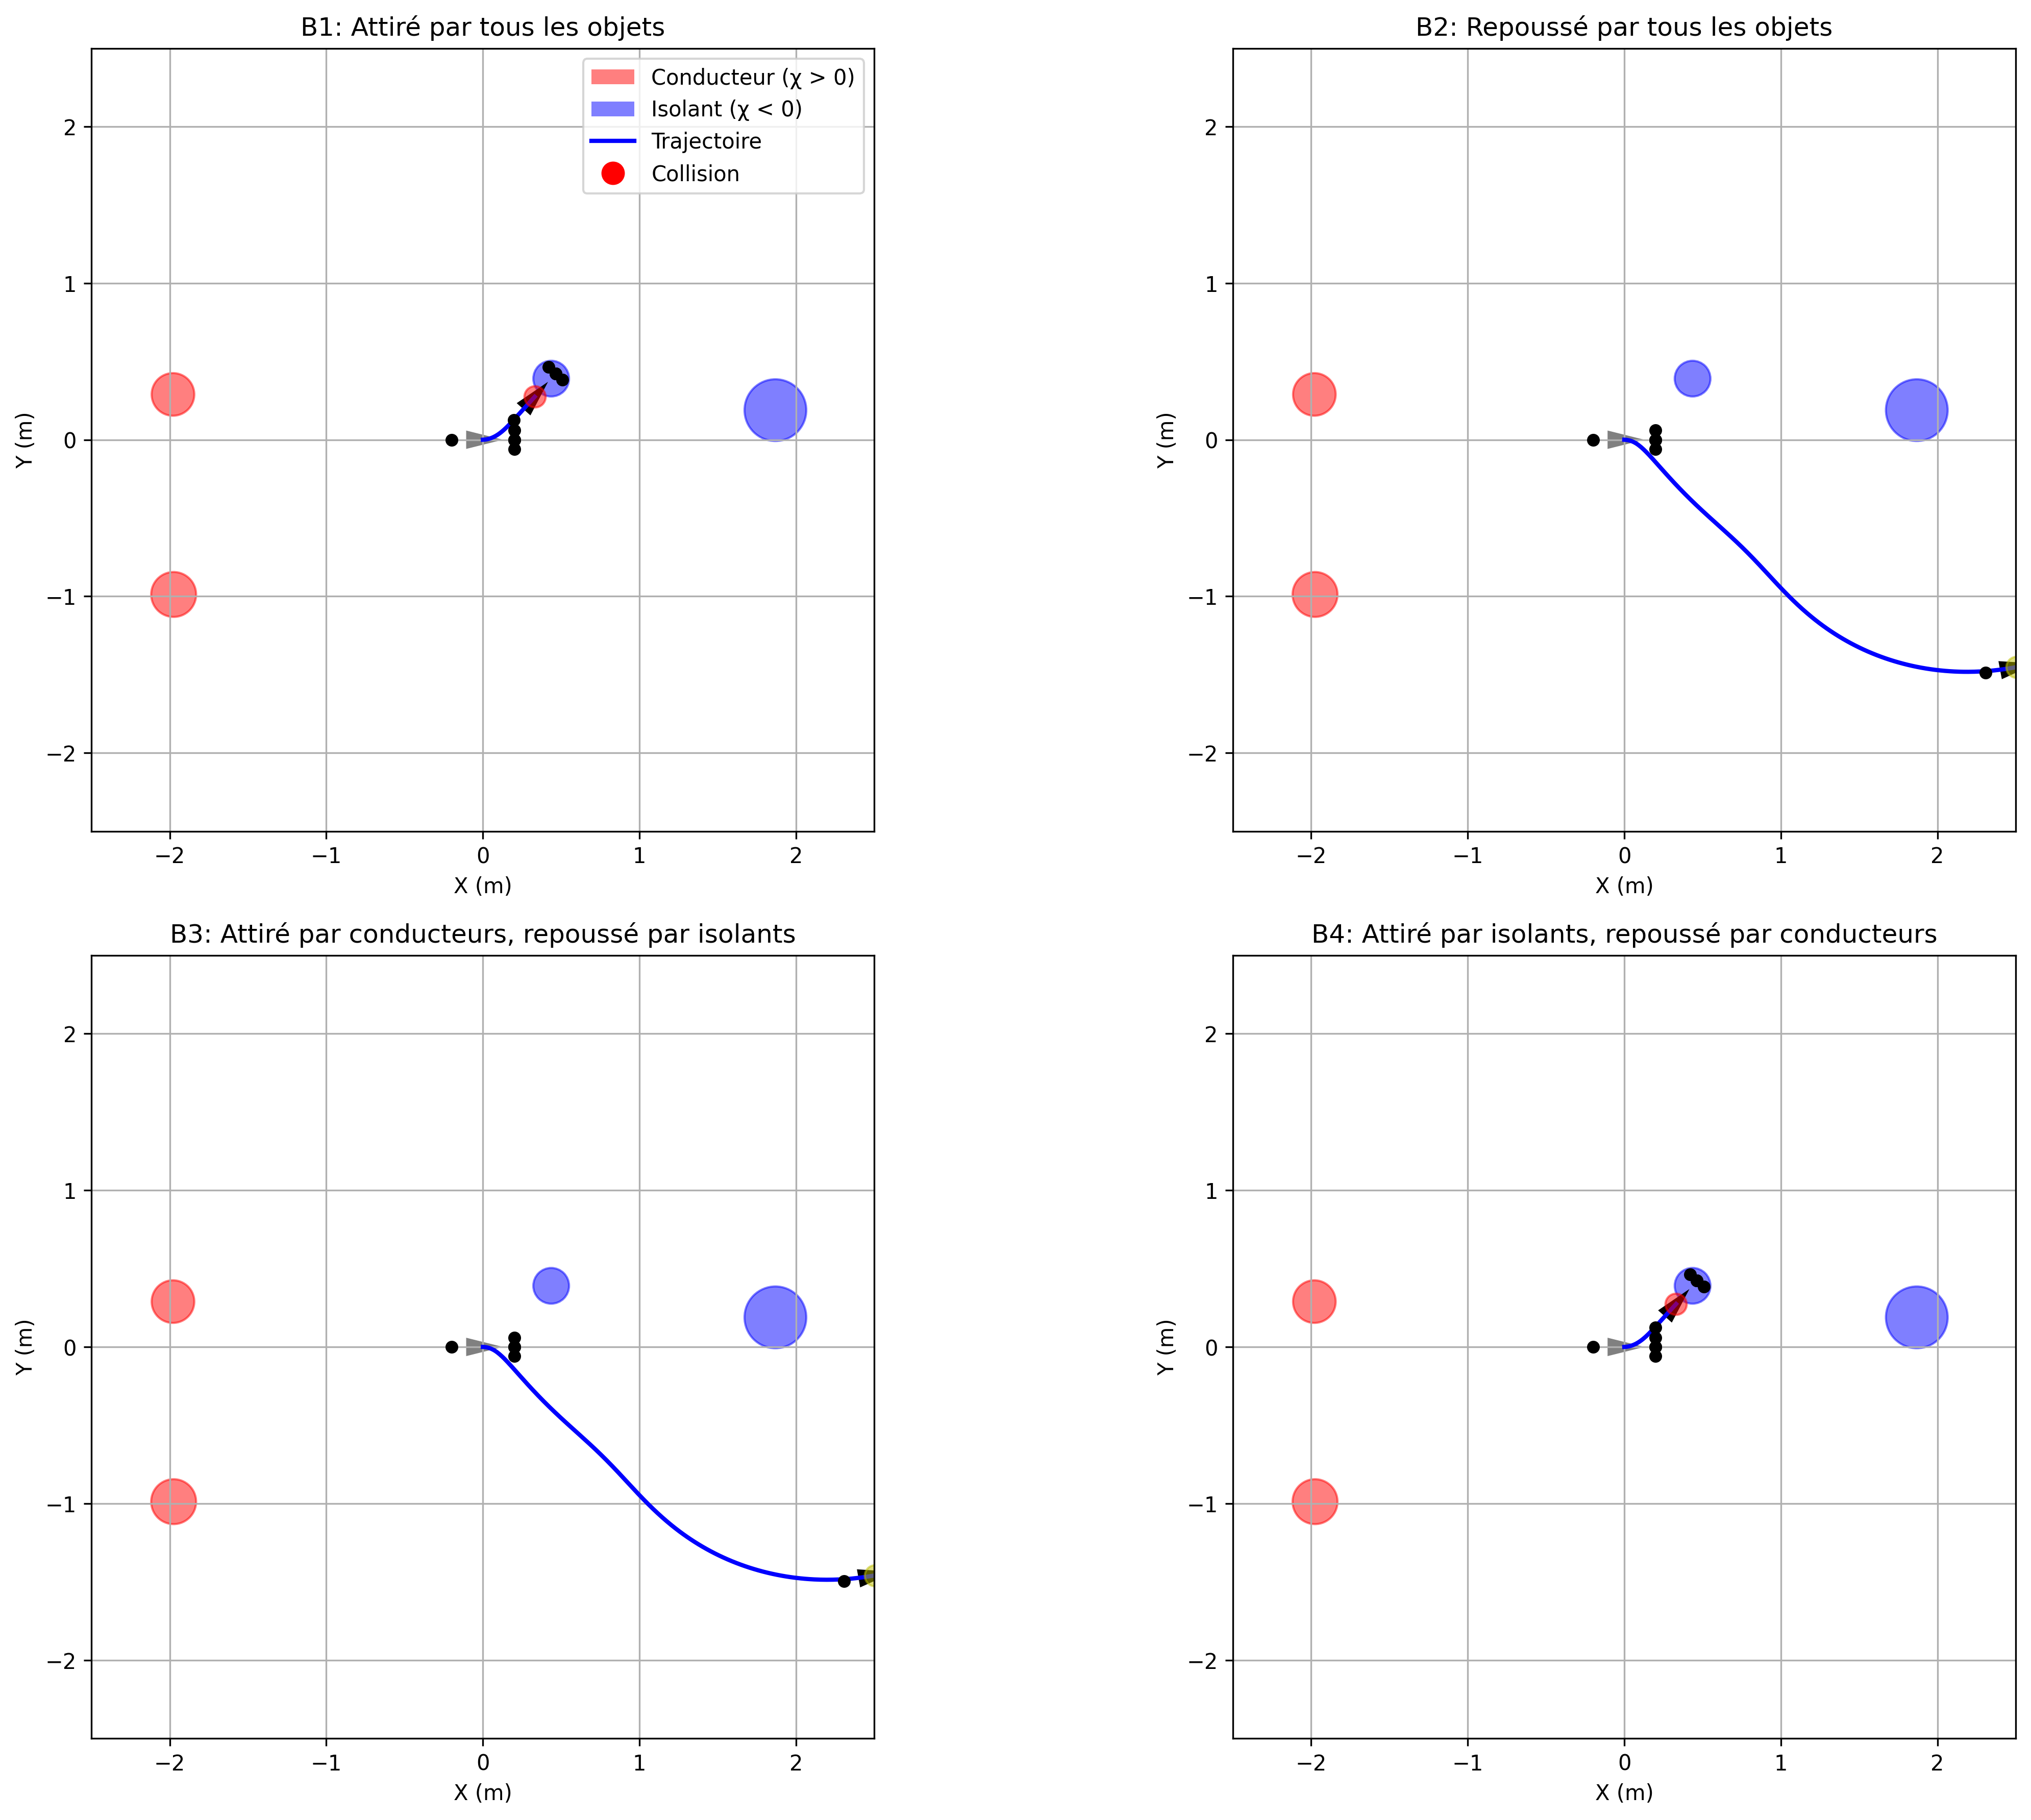 B1: Attiré par tous les objets
Conducteur (χ > 0)
Isolant (χ < 0)
Trajectoire
Collision
2
1
0
−1
−2
Y (m)
−2
−1
0
1
2
X (m)
B2: Repoussé par tous les objets
2
1
0
−1
−2
Y (m)
−2
−1
0
1
2
X (m)
B3: Attiré par conducteurs, repoussé par isolants
2
1
0
−1
−2
Y (m)
−2
−1
0
1
2
X (m)
B4: Attiré par isolants, repoussé par conducteurs
2
1
0
−1
−2
Y (m)
−2
−1
0
1
2
X (m)